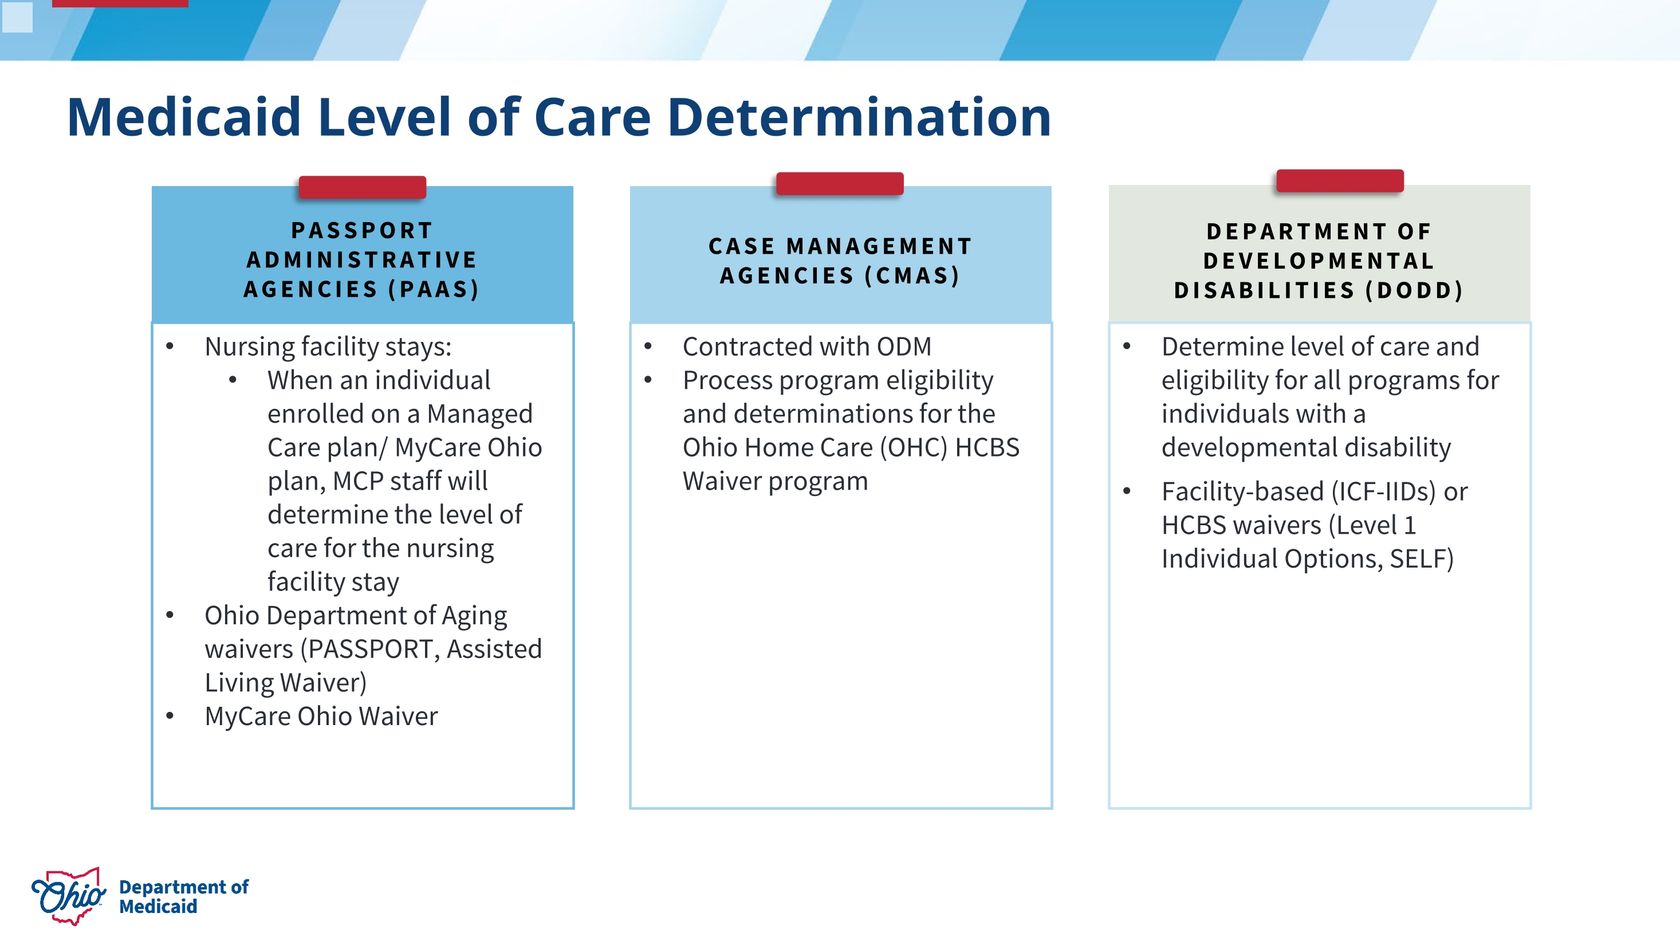 Medicaid Level of Care Determination
PASSPORT
ADMINISTRATIVE
AGENCIES (PAAS)
• Nursing facility stays:
• When an individual
enrolled on a Managed
Care plan/ MyCare Ohio
plan, MCP staff will
determine the level of
care for the nursing
facility stay
• Ohio Department of Aging
waivers (PASSPORT, Assisted
Living Waiver)
• MyCare Ohio Waiver
CASE MANAGEMENT
AGENCIES (CMAS)
• Contracted with ODM
• Process program eligibility
and determinations for the
Ohio Home Care (OHC) HCBS
Waiver program
DEPARTMENT OF
DEVELOPMENTAL
DISABILITIES (DODD)
• Determine level of care and
eligibility for all programs for
individuals with a
developmental disability
• Facility-based (ICF-IIDs) or
HCBS waivers (Level 1
Individual Options, SELF)
Ohio
Department of
Medicaid